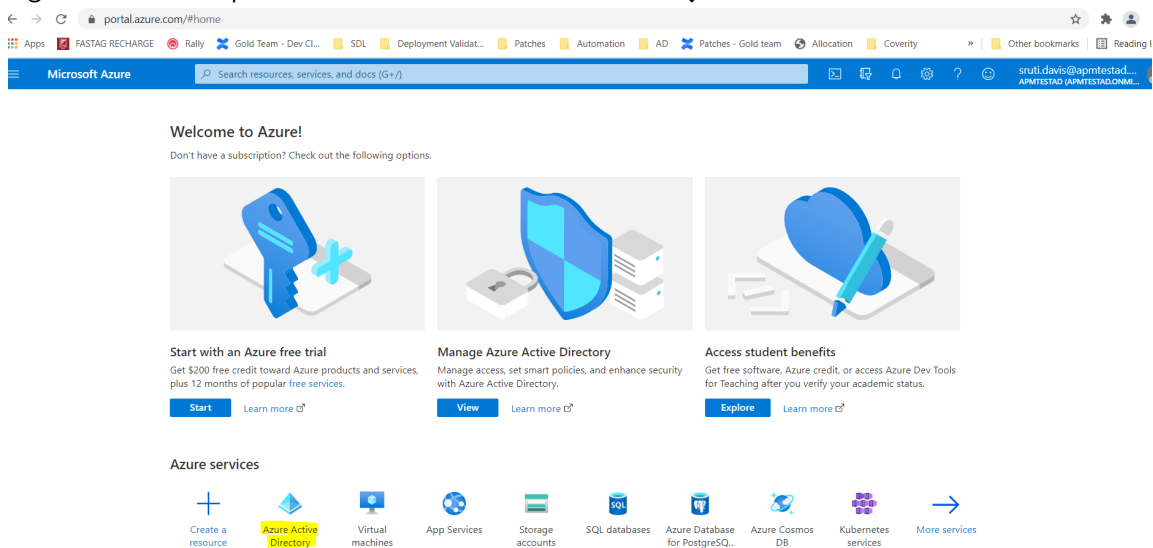 portal.azure.com/#home
Apps FASTAG RECHARGE Rally Gold Team - Dev Cl... SDL Deployment Validat... Patches Automation AD Patches - Gold team Allocation Coverity » Other bookmarks Reading l
Microsoft Azure Search resources, services, and docs (G+/) sruti.davis@apmtestad....
APMTESTAD (APMTESTAD.ONMI...
Welcome to Azure!
Don't have a subscription? Check out the following options.
Start with an Azure free trial
Get $200 free credit toward Azure products and services,
plus 12 months of popular free services.
Start Learn more
Manage Azure Active Directory
Manage access, set smart policies, and enhance security
with Azure Active Directory.
View Learn more
Access student benefits
Get free software, Azure credit, or access Azure Dev Tools
for Teaching after you verify your academic status.
Explore Learn more
Azure services
SQL
Create a
resource
Azure Active
Directory
Virtual
machines
App Services
Storage
accounts
SQL databases
Azure Database
for PostgreSQ...
Azure Cosmos
DB
Kubernetes
services
More services